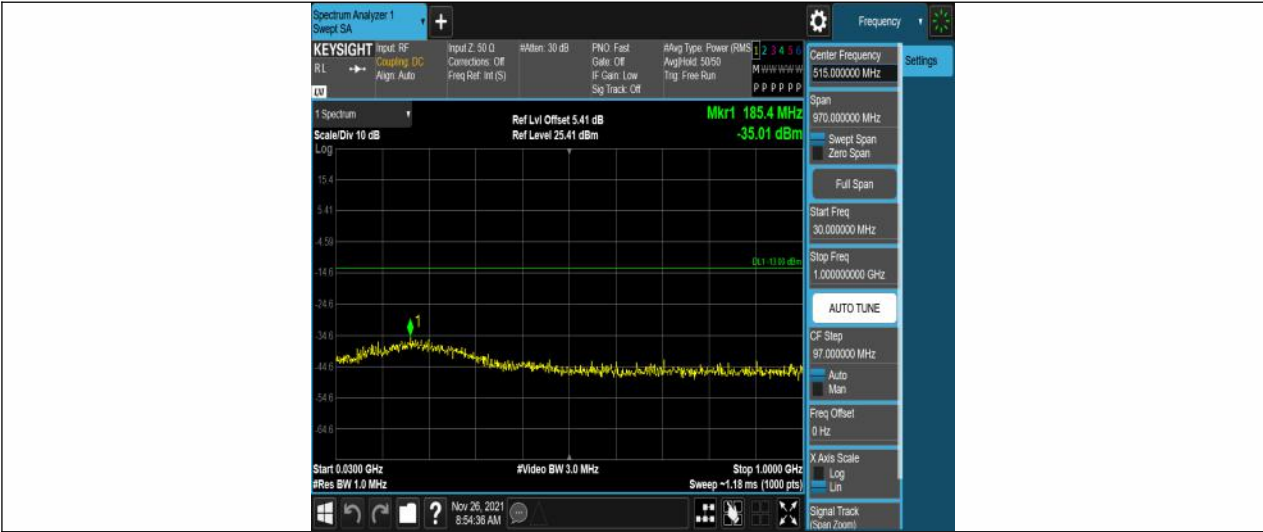 Spectrum Analyzer 1
Swept SA
+
Frequency
KEYSIGHT
RL
LV
Input: RF
Coupling: DC
Align: Auto
Input Z: 50 Ω
Corrections: Off
Freq Ref: Int (S)
#Atten: 30 dB
PNO: Fast
Gate: Off
IF Gain: Low
Sig Track: Off
#Avg Type: Power (RMS
Avg|Hold: 50/50
Trig: Free Run
1 2 3 4 5 6
M W W W W W
P P P P P P
1 Spectrum
Scale/Div 10 dB
Log
Ref Lvl Offset 5.41 dB
Ref Level 25.41 dBm
Mkr1 185.4 MHz
-35.01 dBm
15.4
5.41
-4.59
-14.6
-24.6
-34.6
-44.6
-54.6
-64.6
DL1 -13.00 dBm
1
Start 0.0300 GHz
#Res BW 1.0 MHz
#Video BW 3.0 MHz
Stop 1.0000 GHz
Sweep ~1.18 ms (1000 pts)
Nov 26, 2021
8:54:36 AM
?
Center Frequency
515.000000 MHz
Settings
Span
970.000000 MHz
Swept Span
Zero Span
Full Span
Start Freq
30.000000 MHz
Stop Freq
1.000000000 GHz
AUTO TUNE
CF Step
97.000000 MHz
Auto
Man
Freq Offset
0 Hz
X Axis Scale
Log
Lin
Signal Track
(Span Zoom)